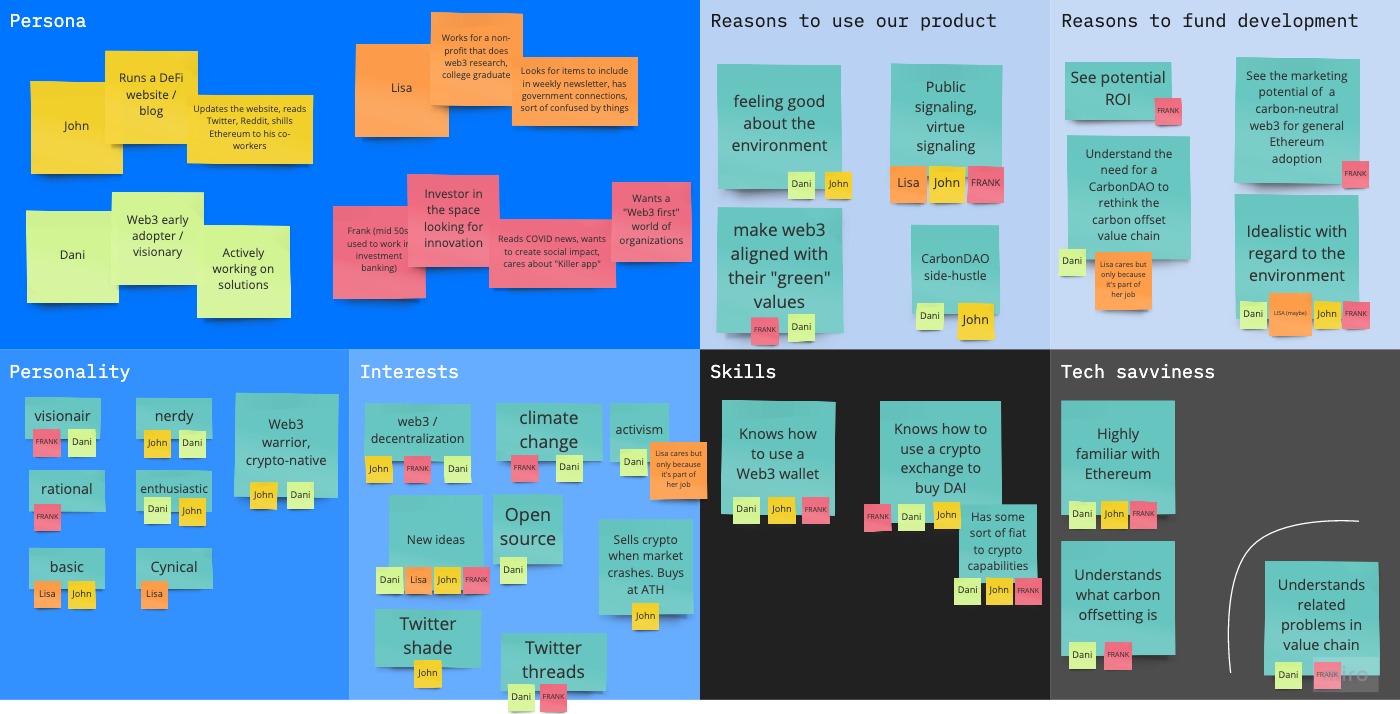 Persona
John
Runs a DeFi
website /
blog
Updates the website, reads
Twitter, Reddit, shills
Ethereum to his co-
workers
Lisa
Works for a non-
profit that does
web3 research,
college graduate
Looks for items to include
in weekly newsletter, has
government connections,
sort of confused by things
Dani
Web3 early
adopter /
visionary
Actively
working on
solutions
Frank (mid 50s
used to work in
investment
banking)
Investor in
the space
looking for
innovation
Reads COVID news, wants
to create social impact,
cares about "Killer app"
Wants a
"Web3 first"
world of
organizations
Reasons to use our product
feeling good
about the
environment
Dani
John
Public
signaling,
virtue
signaling
Lisa
John
FRANK
make web3
aligned with
their "green"
values
FRANK
Dani
CarbonDAO
side-hustle
Dani
John
Reasons to fund development
See potential
ROI
FRANK
See the marketing
potential of a
carbon-neutral
web3 for general
Ethereum
adoption
FRANK
Understand the
need for a
CarbonDAO to
rethink the
carbon offset
value chain
Dani
Lisa cares but
only because
it's part of
her job
Idealistic with
regard to the
environment
Dani
LISA (maybe)
John
FRANK
Personality
visionair
FRANK
Dani
nerdy
John
Dani
Web3
warrior,
crypto-native
John
Dani
rational
FRANK
enthusiastic
Dani
John
basic
Lisa
John
Cynical
Lisa
Interests
web3 /
decentralization
John
FRANK
Dani
climate
change
FRANK
Dani
activism
Dani
Lisa cares but
only because
it's part of
her job
New ideas
Dani
Lisa
John
FRANK
Open
source
Dani
Sells crypto
when market
crashes. Buys
at ATH
John
Twitter
shade
John
Twitter
threads
Dani
FRANK
Skills
Knows how
to use a
Web3 wallet
Dani
John
FRANK
Knows how to
use a crypto
exchange to
buy DAI
FRANK
Dani
John
Has some
sort of fiat
to crypto
capabilities
Dani
John
FRANK
Tech savviness
Highly
familiar with
Ethereum
Dani
John
FRANK
Understands
what carbon
offsetting is
Dani
FRANK
Understands
related
problems in
value chain
Dani
FRANK
miro